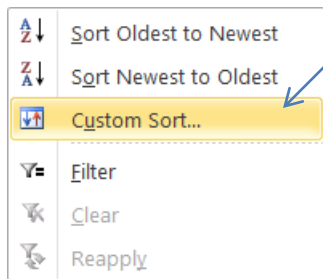 Sort Oldest to Newest
Sort Newest to Oldest
Custom Sort...
Filter
Clear
Reapply